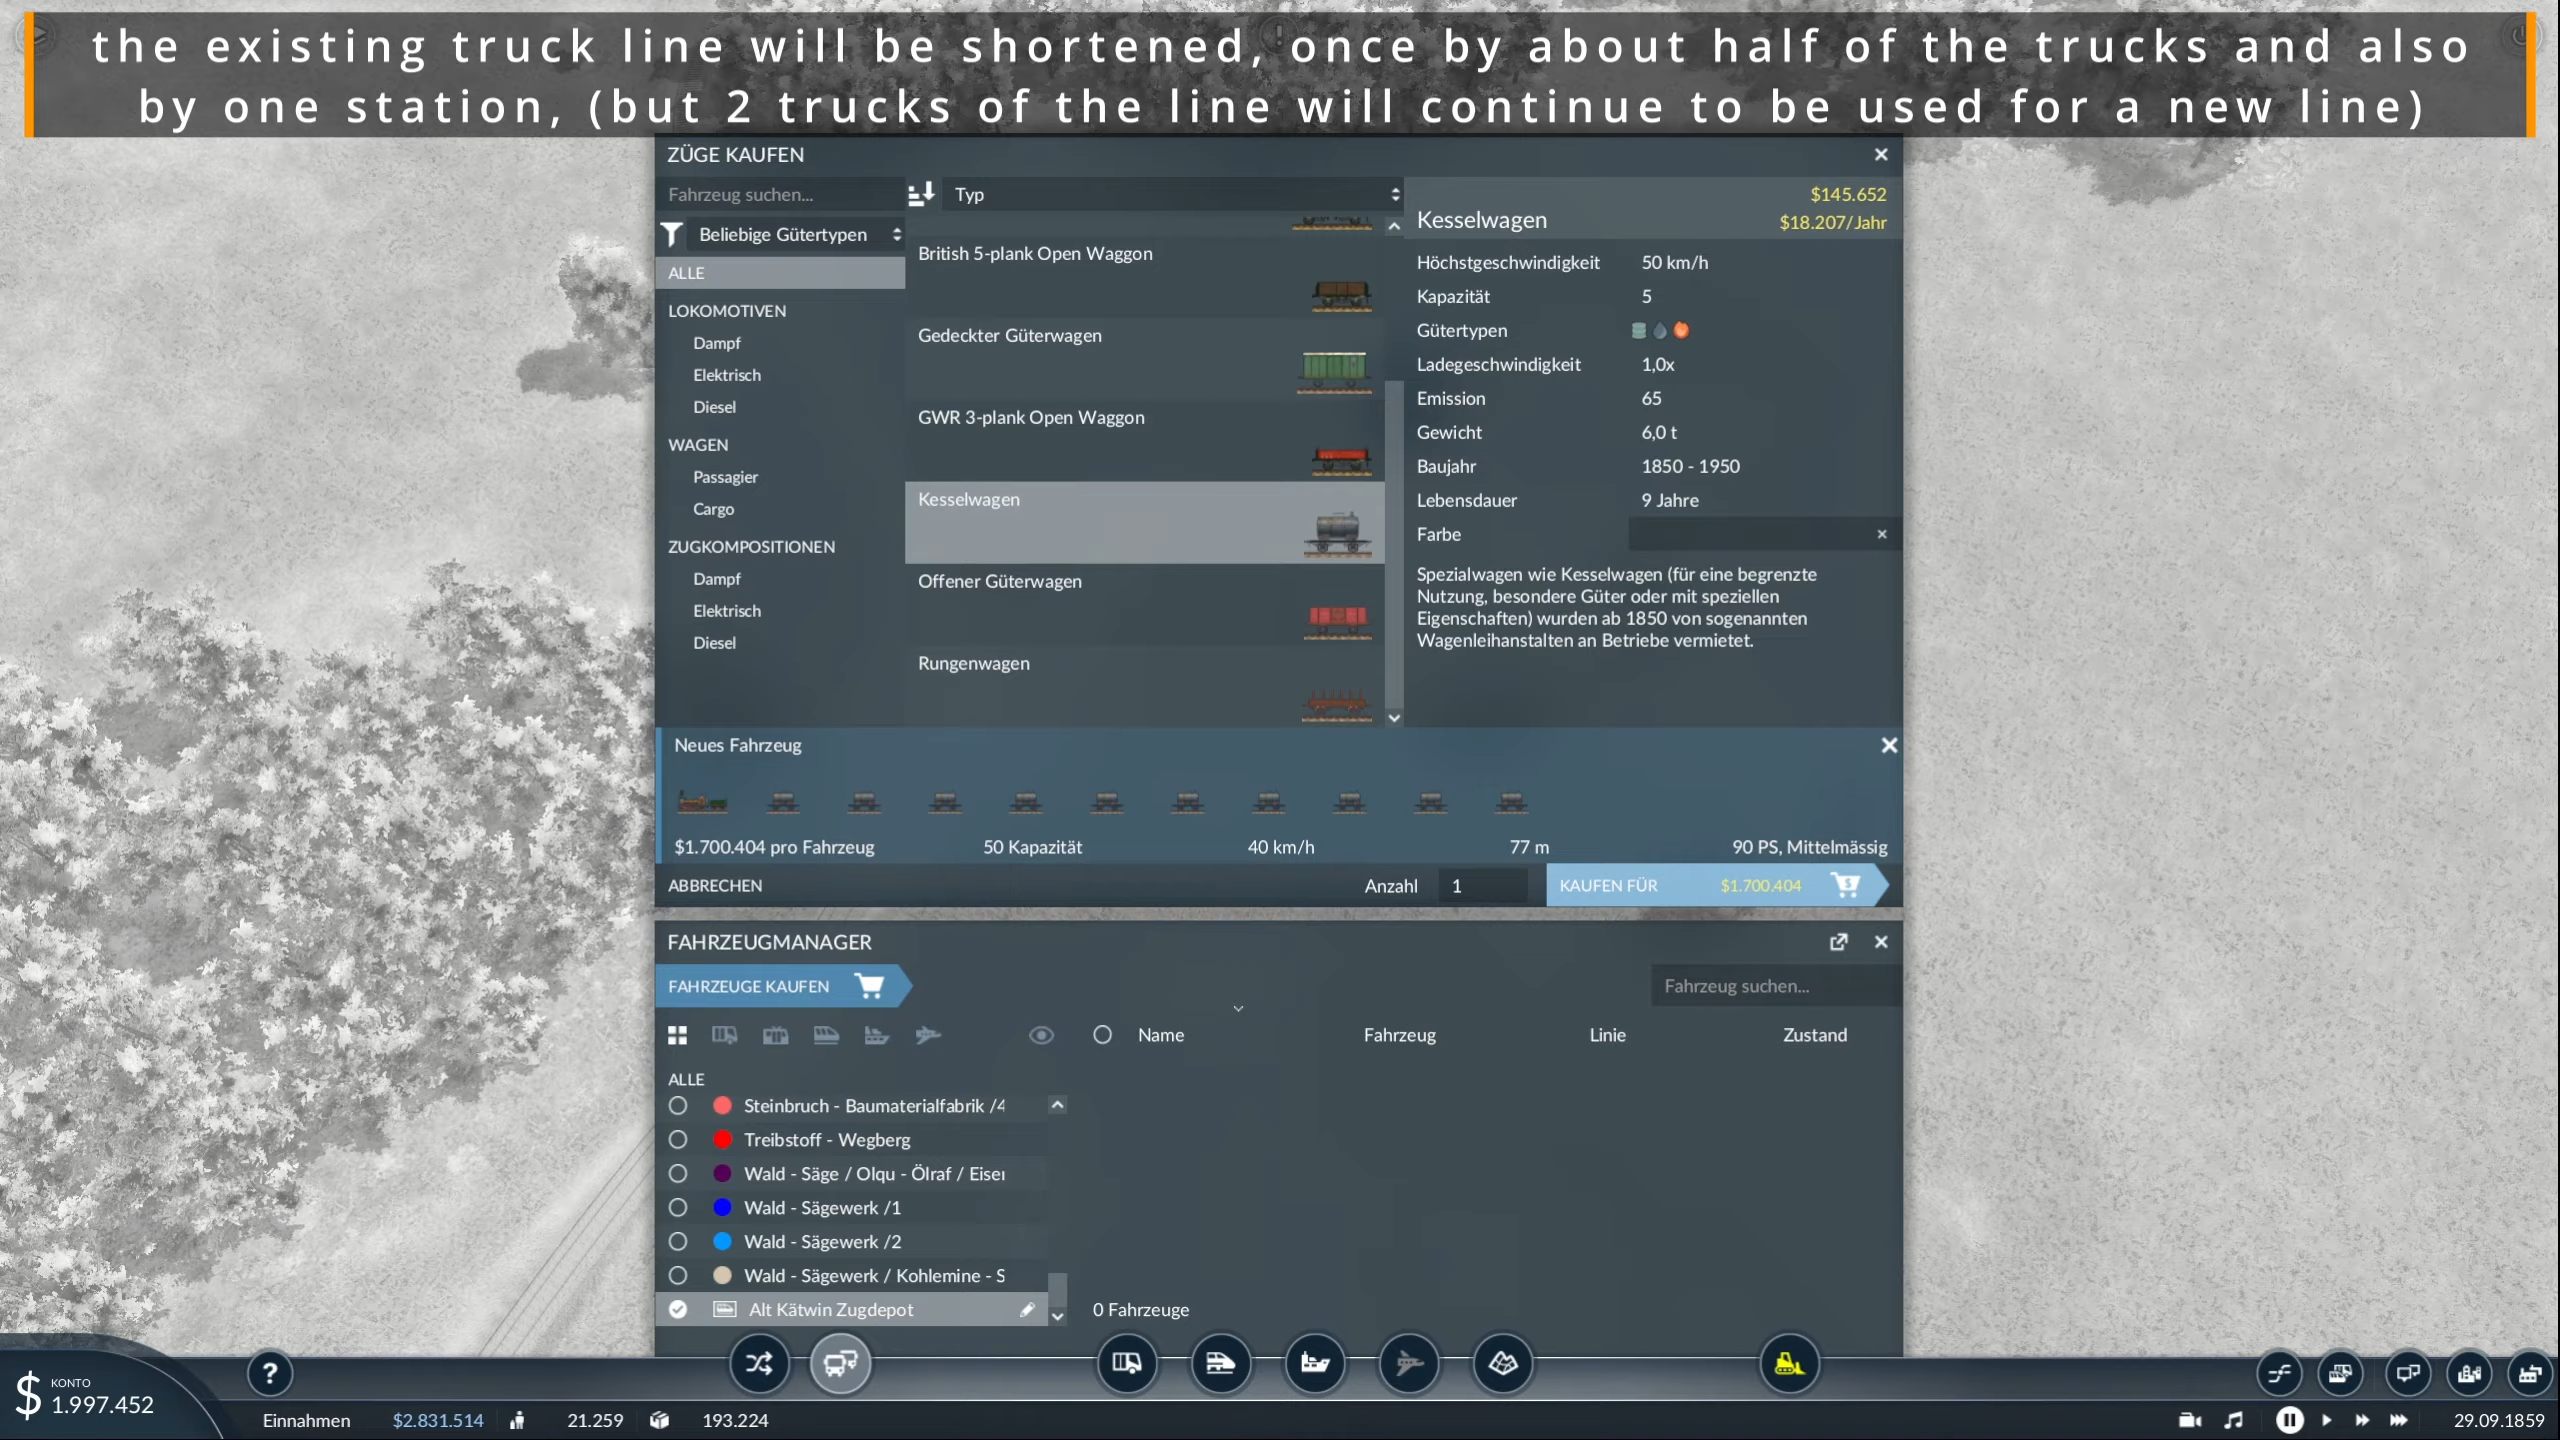 the existing truck line will be shortened, once by about half of the trucks and also
by one station, (but 2 trucks of the line will continue to be used for a new line)
ZÜGE KAUFEN
Fahrzeug suchen...
Typ
Beliebige Gütertypen
ALLE
LOKOMOTIVEN
Dampf
Elektrisch
Diesel
WAGEN
Passagier
Cargo
ZUGKOMPOSITIONEN
Dampf
Elektrisch
Diesel
British 5-plank Open Waggon
Gedeckter Güterwagen
GWR 3-plank Open Waggon
Kesselwagen
Offener Güterwagen
Rungenwagen
$145.652
Kesselwagen
$18.207/Jahr
Höchstgeschwindigkeit 50 km/h
Kapazität 5
Gütertypen
Ladegeschwindigkeit 1,0x
Emission 65
Gewicht 6,0 t
Baujahr 1850 - 1950
Lebensdauer 9 Jahre
Farbe
Spezialwagen wie Kesselwagen (für eine begrenzte
Nutzung, besondere Güter oder mit speziellen
Eigenschaften) wurden ab 1850 von sogenannten
Wagenleihanstalten an Betriebe vermietet.
Neues Fahrzeug
$1.700.404 pro Fahrzeug 50 Kapazität 40 km/h 77 m 90 PS, Mittelmässig
ABBRECHEN Anzahl 1 KAUFEN FÜR $1.700.404
FAHRZEUGMANAGER
FAHRZEUGE KAUFEN
Fahrzeug suchen...
Name Fahrzeug Linie Zustand
ALLE
Steinbruch - Baumaterialfabrik /4
Treibstoff - Wegberg
Wald - Säge / Olqu - Ölraf / Eiser
Wald - Sägewerk /1
Wald - Sägewerk /2
Wald - Sägewerk / Kohlemine - S
Alt Kätwin Zugdepot 0 Fahrzeuge
?
$ KONTO
1.997.452
Einnahmen $2.831.514 21.259 193.224 29.09.1859